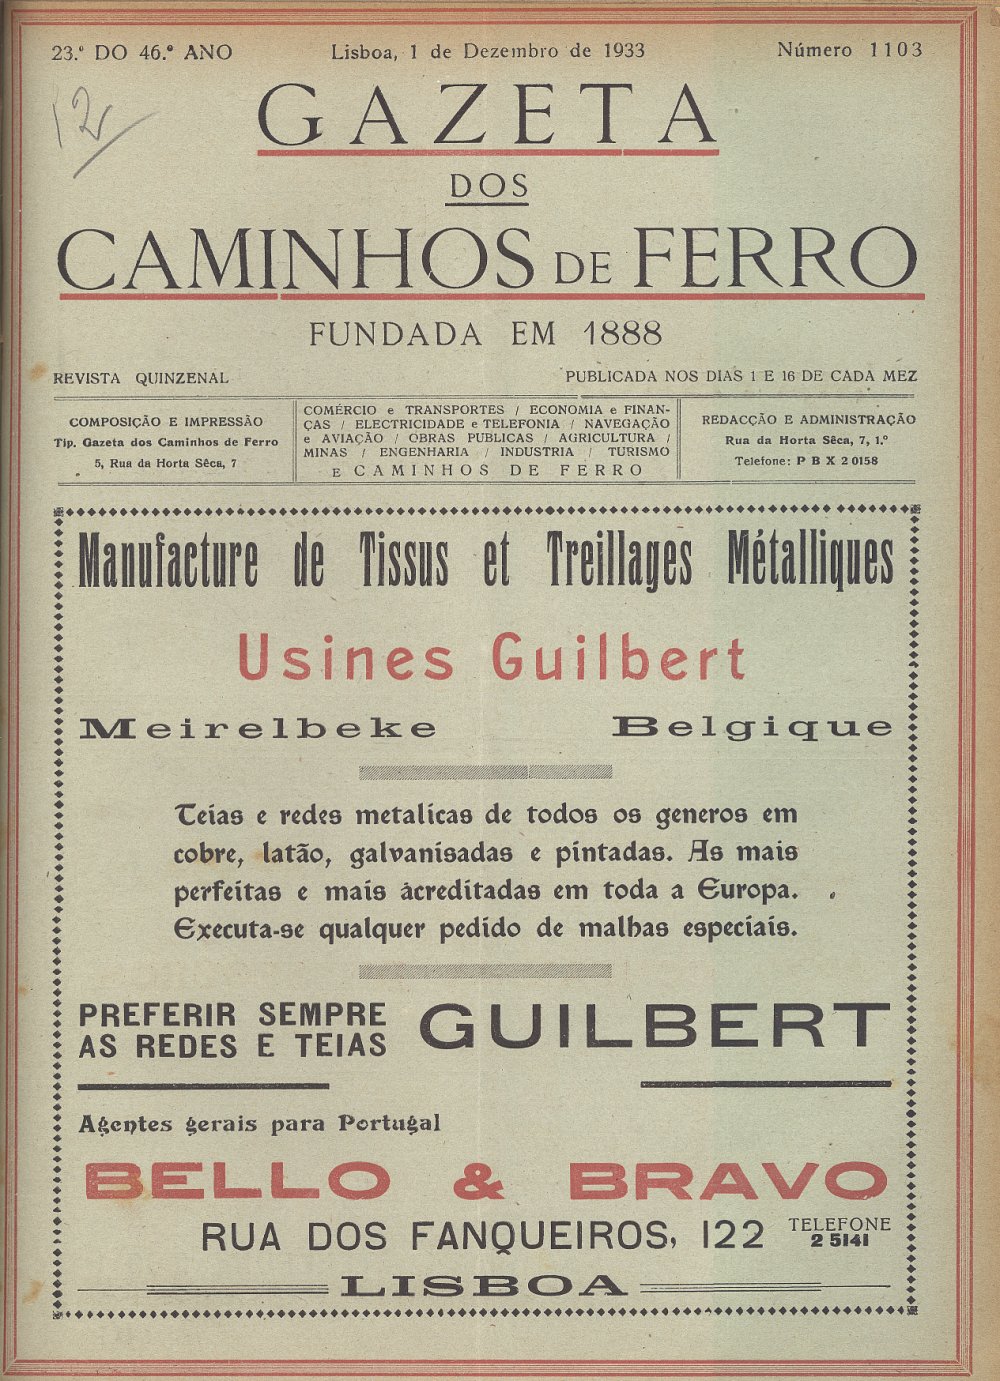 23.º DO 46.º ANO Lisboa, 1 de Dezembro de 1933 Número 1103
12
GAZETA
DOS
CAMINHOS DE FERRO
FUNDADA EM 1888
REVISTA QUINZENAL PUBLICADA NOS DIAS 1 E 16 DE CADA MEZ
COMPOSIÇÃO E IMPRESSÃO
Tip. Gazeta dos Caminhos de Ferro
5, Rua da Horta Sêca, 7
COMÉRCIO e TRANSPORTES / ECONOMIA e FINAN-
ÇAS / ELECTRICIDADE e TELEFONIA / NAVEGAÇÃO
e AVIAÇÃO / OBRAS PUBLICAS / AGRICULTURA /
MINAS / ENGENHARIA / INDUSTRIA / TURISMO
E CAMINHOS DE FERRO
REDACÇÃO E ADMINISTRAÇÃO
Rua da Horta Sêca, 7, 1.º
Telefone: P B X 2 0158
Manufacture de Tissus et Treillages Métalliques
Usines Guilbert
Meirelbeke Belgique
Teias e redes metalicas de todos os generos em
cobre, latão, galvanisadas e pintadas. As mais
perfeitas e mais àcreditadas em toda a Europa.
Executa-se qualquer pedido de malhas especiais.
PREFERIR SEMPRE
AS REDES E TEIAS
GUILBERT
Agentes gerais para Portugal
BELLO & BRAVO
RUA DOS FANQUEIROS, 122
TELEFONE
2 5141
LISBOA